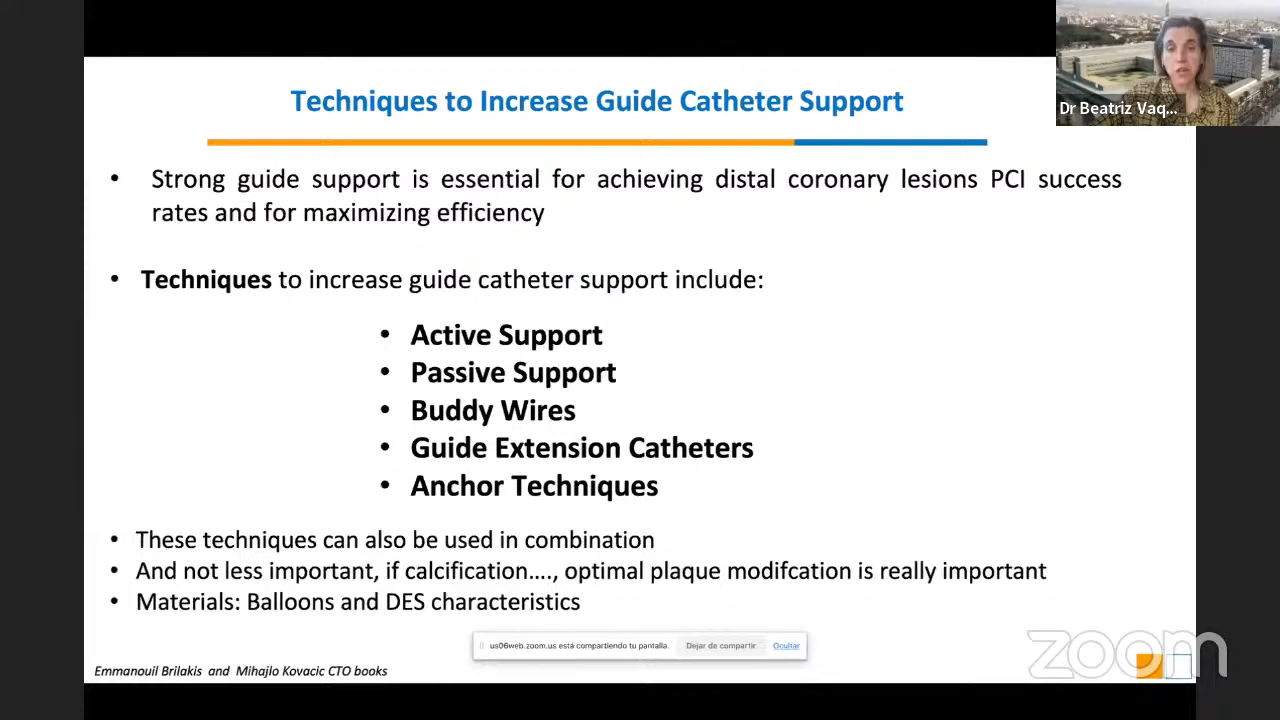 Techniques to Increase Guide Catheter Support
Dr Beatriz Vaq...
• Strong guide support is essential for achieving distal coronary lesions PCI success
rates and for maximizing efficiency
• Techniques to increase guide catheter support include:
• Active Support
• Passive Support
• Buddy Wires
• Guide Extension Catheters
• Anchor Techniques
• These techniques can also be used in combination
• And not less important, if calcification...., optimal plaque modifcation is really important
• Materials: Balloons and DES characteristics
us06web.zoom.us está compartiendo tu pantalla. Dejar de compartir Ocultar
zoom
Emmanouil Brilakis and Mihajlo Kovacic CTO books